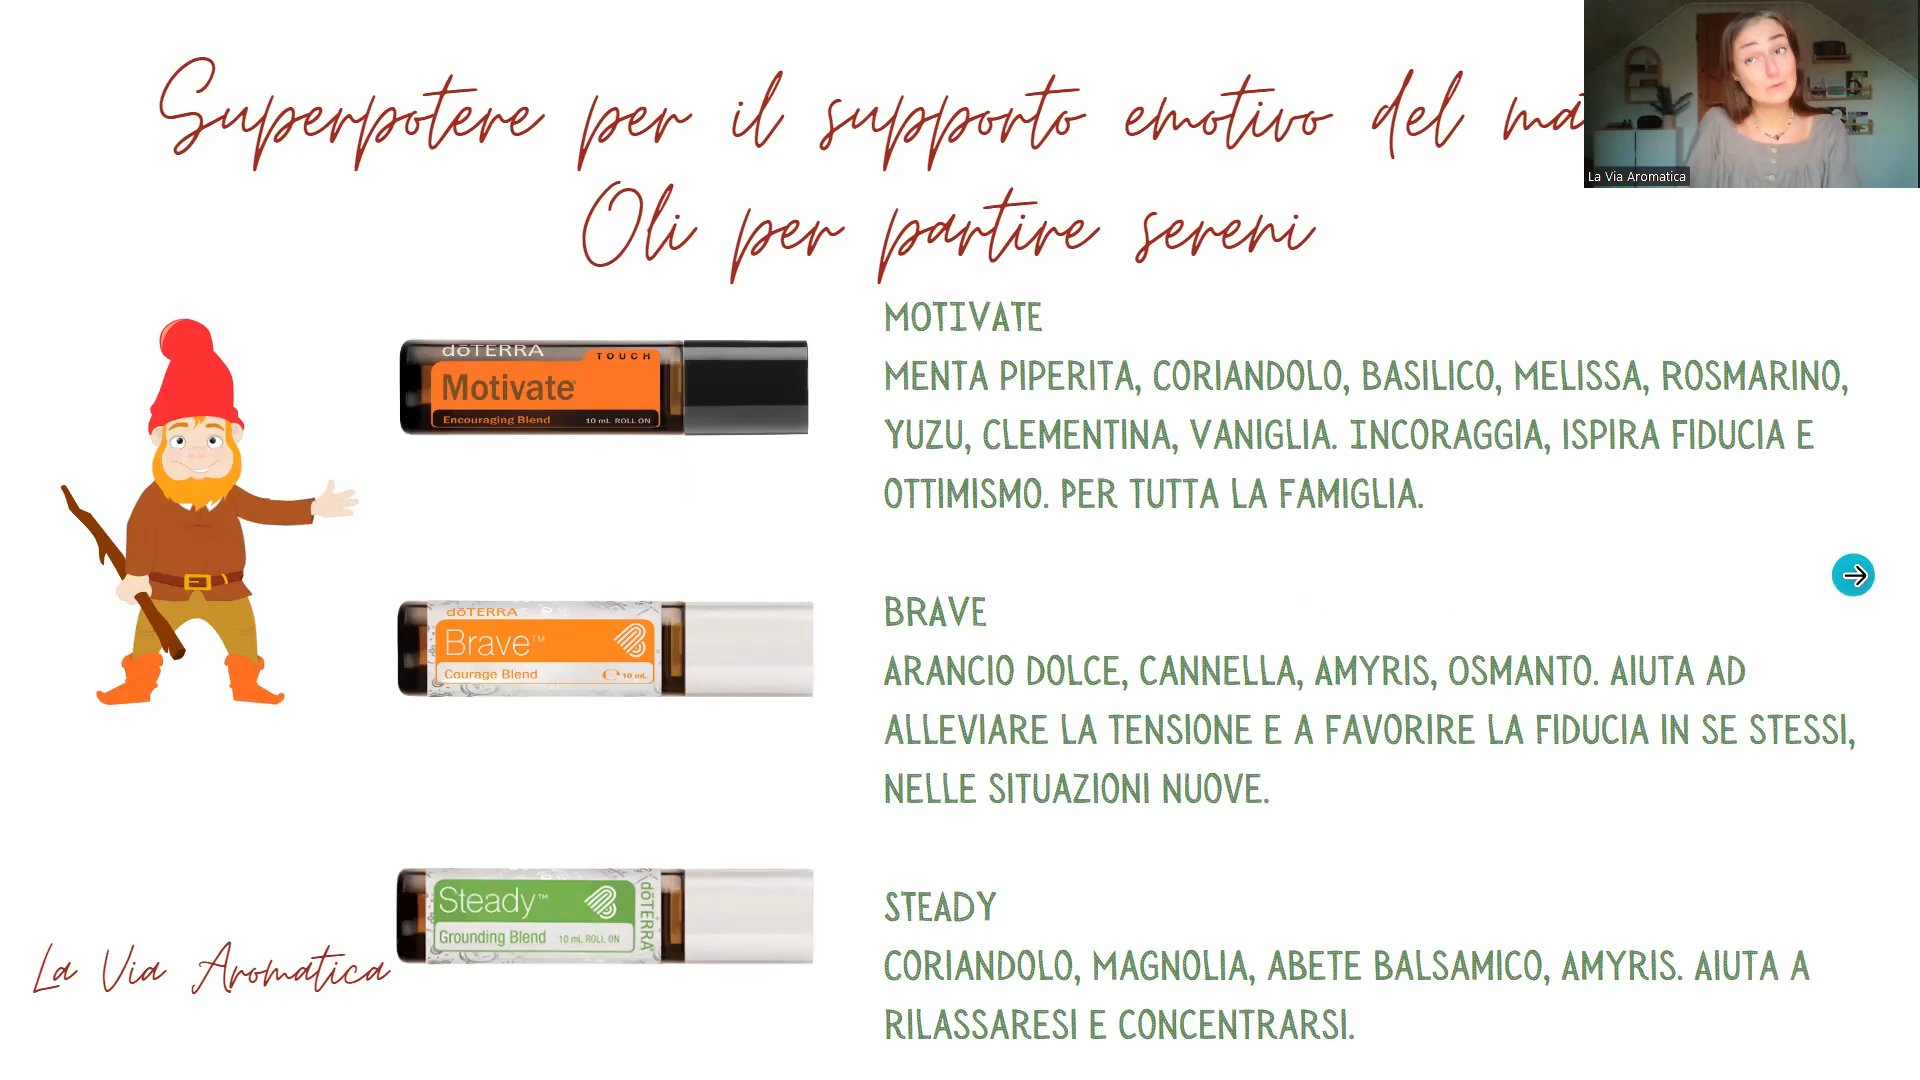 Superpotere per il supporto emotivo del
Oli per partire sereni
La Via Aromatica
dōTERRA
TOUCH
Motivate
Encouraging Blend 10 mL ROLL ON
MOTIVATE
MENTA PIPERITA, CORIANDOLO, BASILICO, MELISSA, ROSMARINO,
YUZU, CLEMENTINA, VANIGLIA. INCORAGGIA, ISPIRA FIDUCIA E
OTTIMISMO. PER TUTTA LA FAMIGLIA.
dōTERRA
Brave™
Courage Blend 10 mL
BRAVE
ARANCIO DOLCE, CANNELLA, AMYRIS, OSMANTO. AIUTA AD
ALLEVIARE LA TENSIONE E A FAVORIRE LA FIDUCIA IN SE STESSI,
NELLE SITUAZIONI NUOVE.
Steady™
Grounding Blend 10 mL ROLL ON
dōTERRA
STEADY
CORIANDOLO, MAGNOLIA, ABETE BALSAMICO, AMYRIS. AIUTA A
RILASSARESI E CONCENTRARSI.
La Via Aromatica